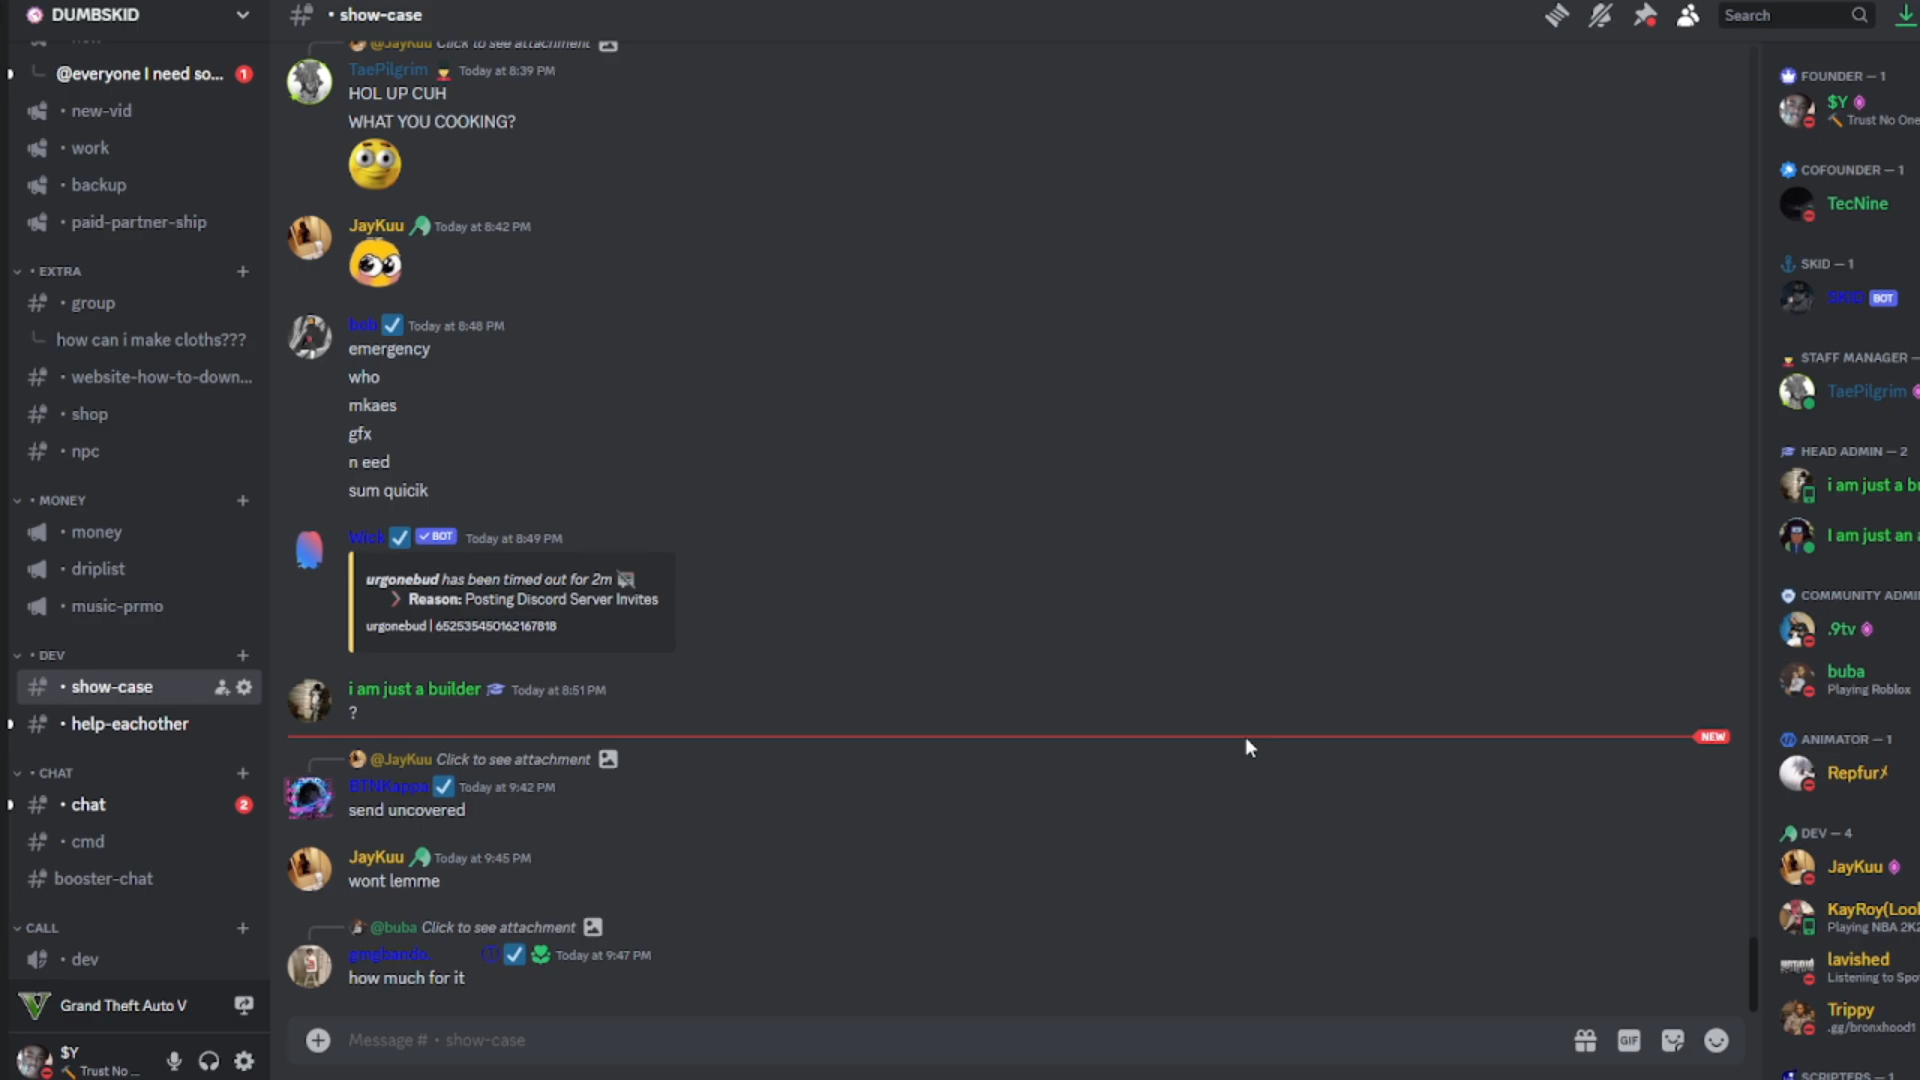 DUMBSKID
@everyone I need so...
1
• new-vid
• work
• backup
• paid-partner-ship
• EXTRA
• group
how can i make cloths???
• website-how-to-down...
• shop
• npc
• MONEY
• money
• driplist
• music-prmo
• DEV
• show-case
• help-eachother
• CHAT
• chat
2
• cmd
booster-chat
CALL
• dev
Grand Theft Auto V
$Y
Trust No ...
• show-case
Search
@JayKuu Click to see attachment
TaePilgrim Today at 8:39 PM
HOL UP CUH
WHAT YOU COOKING?
JayKuu Today at 8:42 PM
bob Today at 8:48 PM
emergency
who
mkaes
gfx
n eed
sum quicik
Wick BOT Today at 8:49 PM
urgonebud has been timed out for 2m
Reason: Posting Discord Server Invites
urgonebud | 652535450162167818
i am just a builder Today at 8:51 PM
?
NEW
@JayKuu Click to see attachment
BTNKappa Today at 9:42 PM
send uncovered
JayKuu Today at 9:45 PM
wont lemme
@buba Click to see attachment
Today at 9:47 PM
how much for it
Message # • show-case
GIF
FOUNDER — 1
$Y
Trust No One
COFOUNDER — 1
TecNine
SKID — 1
SKID BOT
STAFF MANAGER —
TaePilgrim
HEAD ADMIN — 2
i am just a bu
I am just an a
COMMUNITY ADMI
.9tv
buba
Playing Roblox
ANIMATOR — 1
Repfur
DEV — 4
JayKuu
KayRoy(Lool
Playing NBA 2K2
lavished
Listening to Spo
Trippy
.gg/bronxhood1
SCRIPTERS — 1